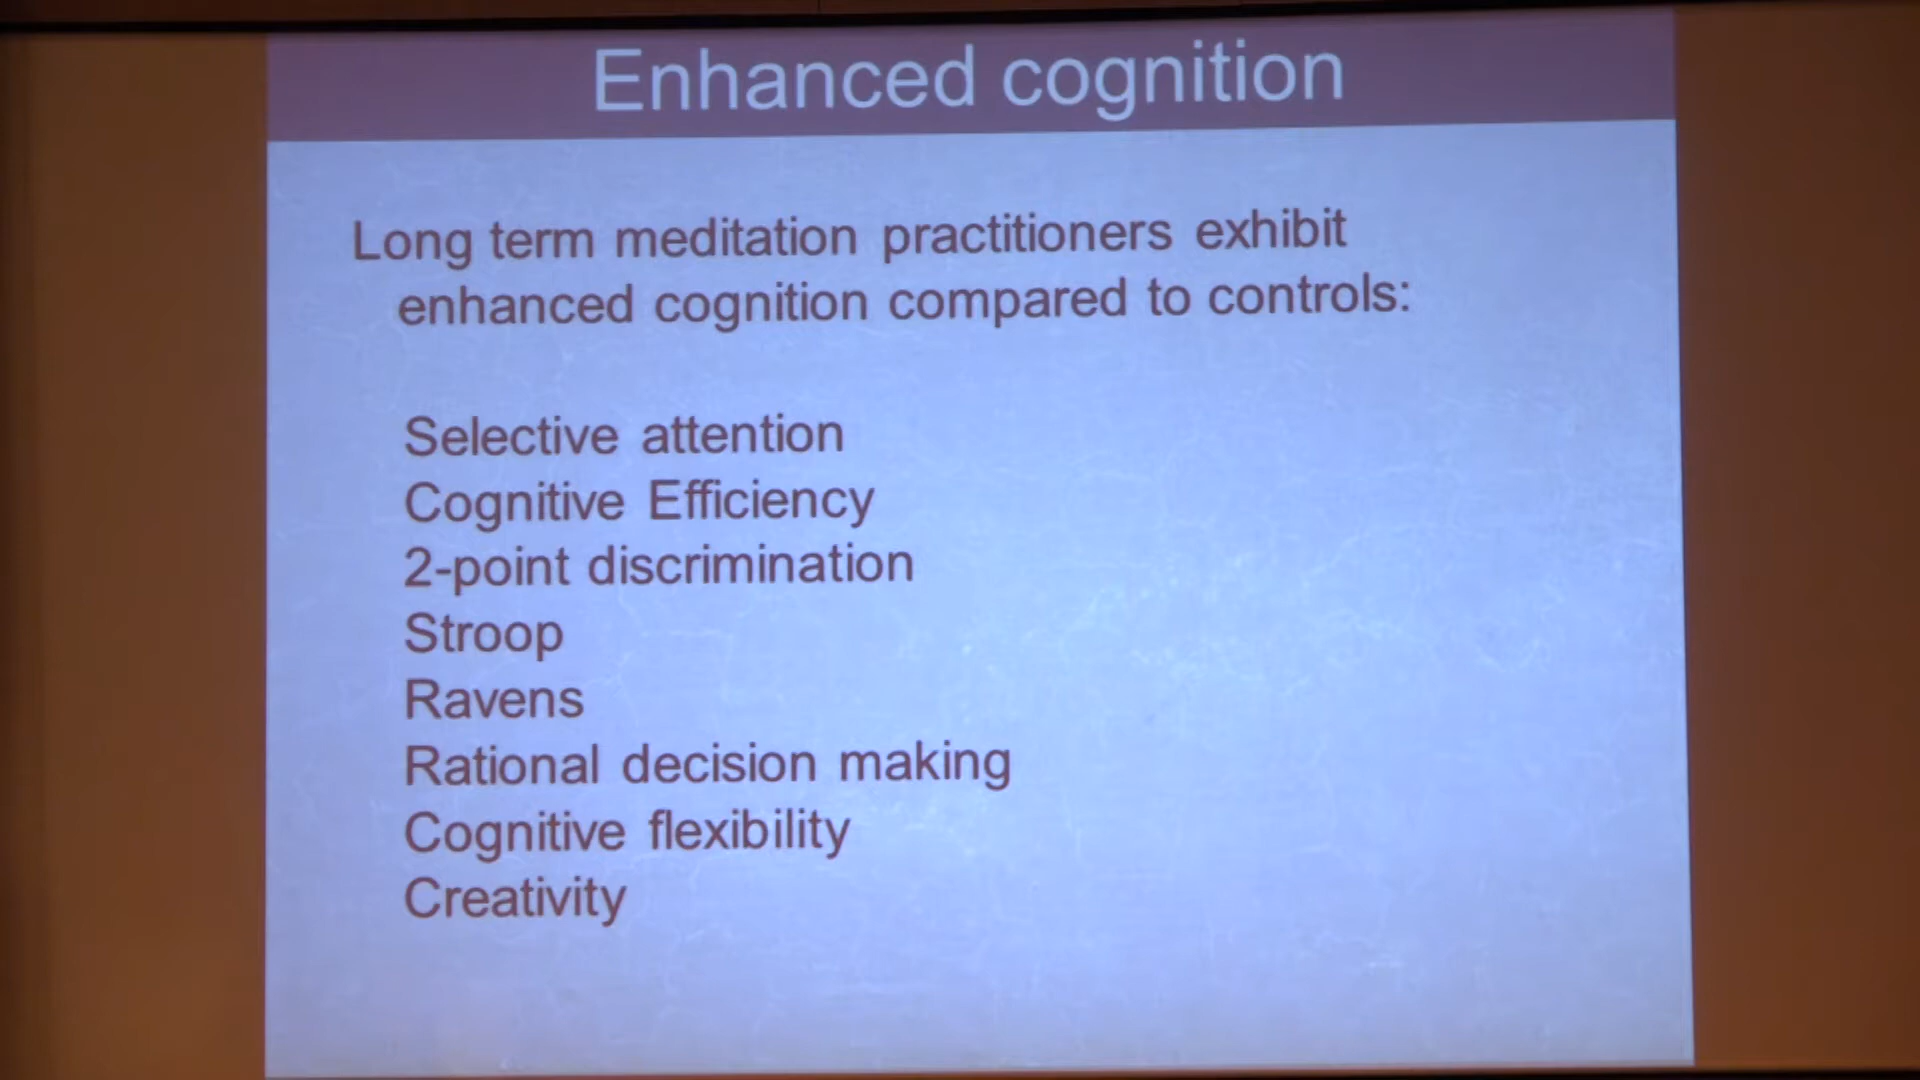 Enhanced cognition
Long term meditation practitioners exhibit
enhanced cognition compared to controls:
Selective attention
Cognitive Efficiency
2-point discrimination
Stroop
Ravens
Rational decision making
Cognitive flexibility
Creativity